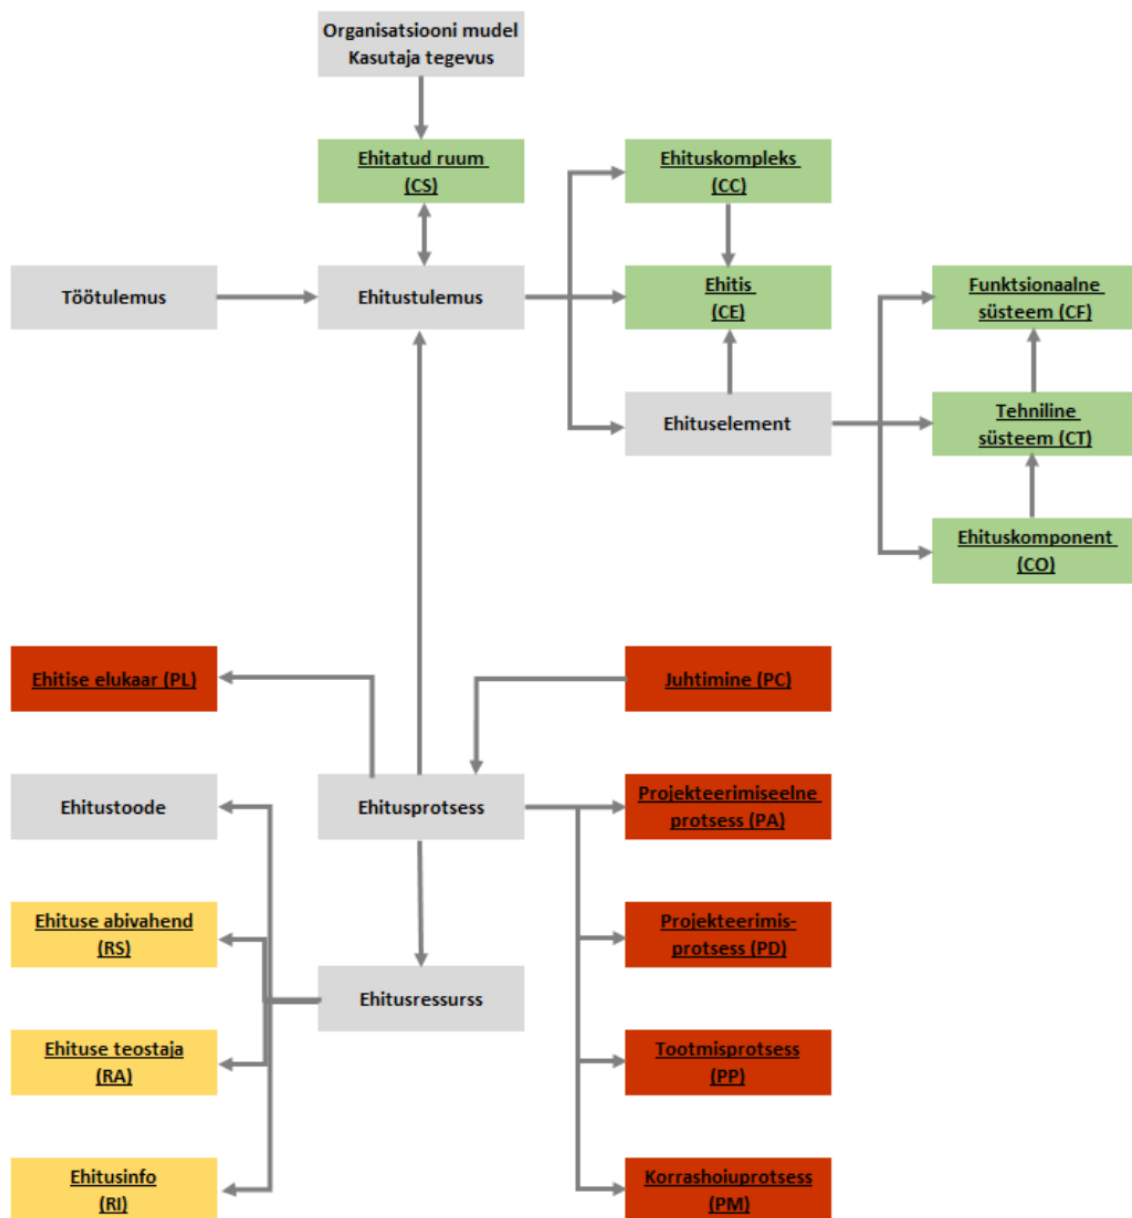 Organisatsiooni mudel
Kasutaja tegevus
Ehitatud ruum
(CS)
Ehituskompleks
(CC)
Töötulemus
Ehitustulemus
Ehitis
(CE)
Funktsionaalne
süsteem (CF)
Ehituselement
Tehniline
süsteem (CT)
Ehituskomponent
(CO)
Ehitise elukaar (PL)
Juhtimine (PC)
Ehitustoode
Ehitusprotsess
Projekteerimiseelne
protsess (PA)
Ehituse abivahend
(RS)
Projekteerimis-
protsess (PD)
Ehitusressurss
Ehituse teostaja
(RA)
Tootmisprotsess
(PP)
Ehitusinfo
(RI)
Korrashoiuprotsess
(PM)